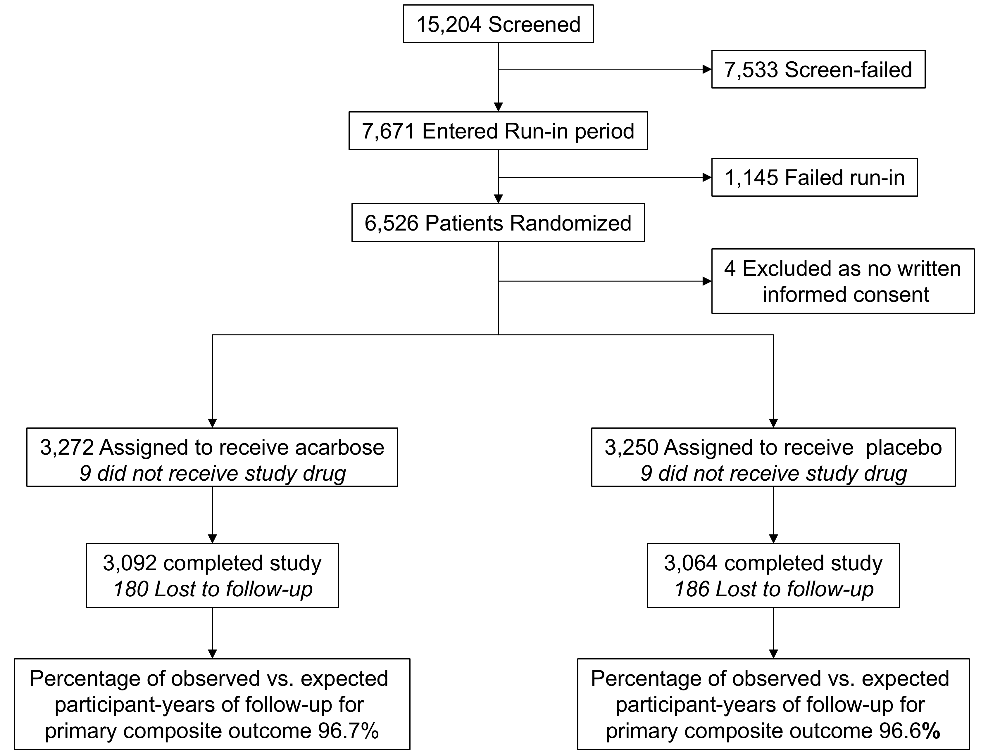 15,204 Screened
7,533 Screen-failed
7,671 Entered Run-in period
1,145 Failed run-in
6,526 Patients Randomized
4 Excluded as no written
informed consent
3,272 Assigned to receive acarbose
9 did not receive study drug
3,250 Assigned to receive  placebo
9 did not receive study drug
3,092 completed study
180 Lost to follow-up
3,064 completed study
186 Lost to follow-up
Percentage of observed vs. expected
participant-years of follow-up for
primary composite outcome 96.7%
Percentage of observed vs. expected
participant-years of follow-up for
primary composite outcome 96.6%